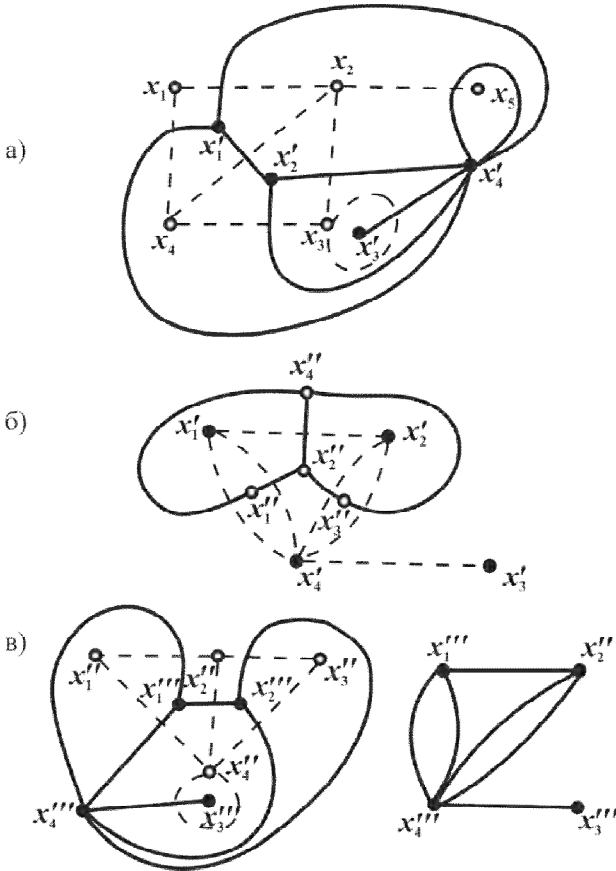 x₂
x₁
x₅
а)
x′₁
x′₂
x′₄
x₄
x₃
x′₃
x″₄
б)
x′₁
x′₂
x″₂
x″₁
x″₃
x′₄
x′₃
в)
x″₁
x‴₁
x″₂
x‴₂
x″₃
x‴₁
x″₂
x″₄
x‴₄
x‴₃
x‴₄
x‴₃